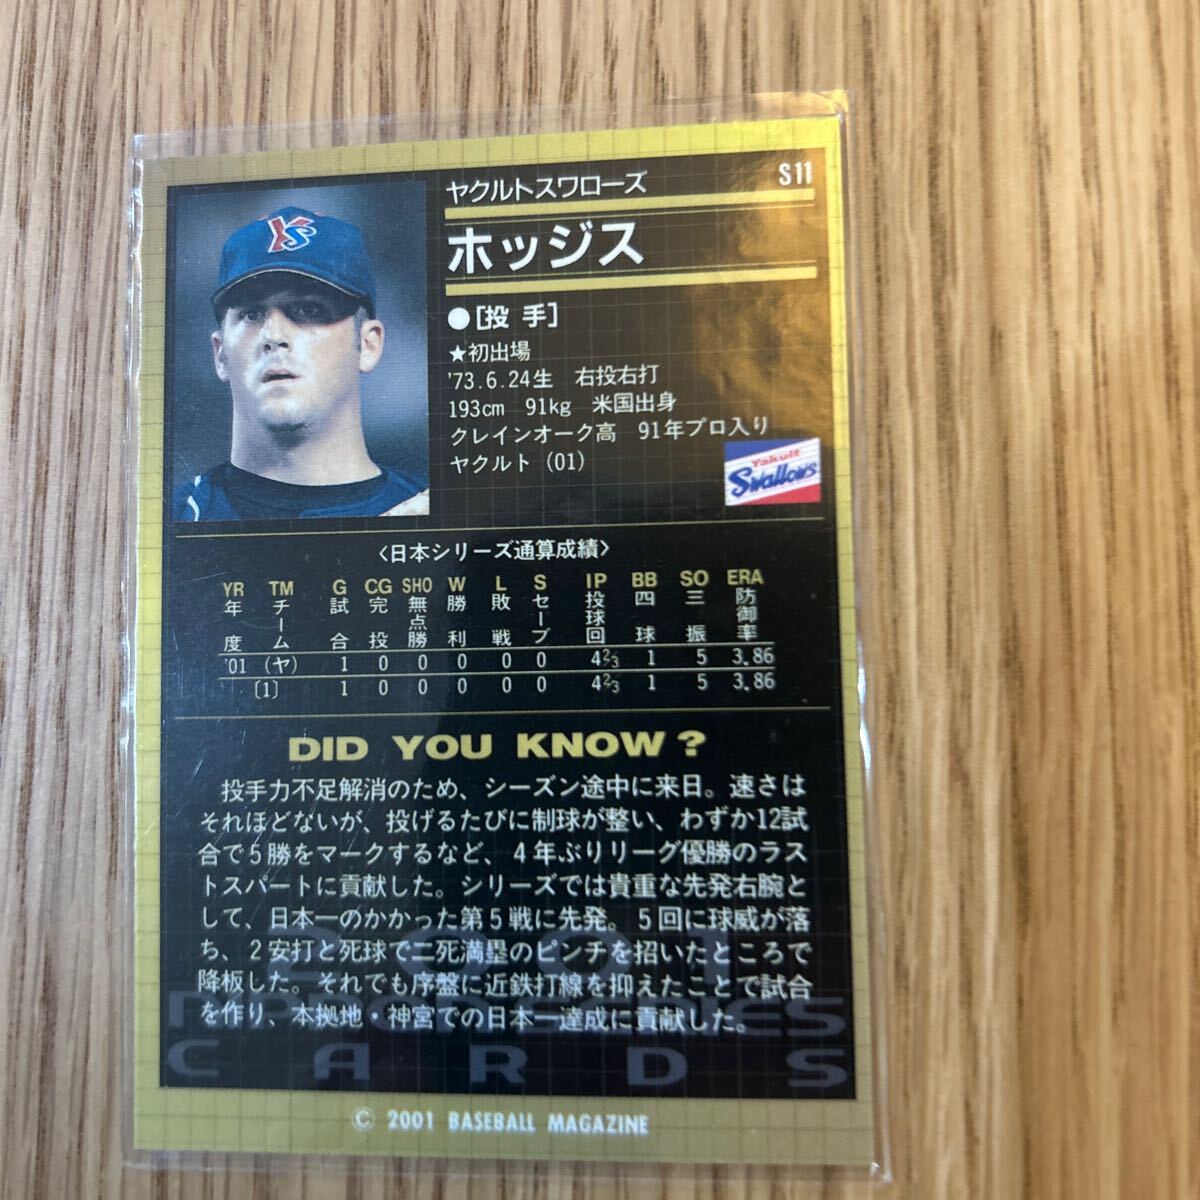 S11
YS
ヤクルトスワローズ
ホッジス
●[投 手]
★初出場
'73.6.24生 右投右打
193cm 91kg 米国出身
クレインオーク高 91年プロ入り
ヤクルト(01)
Yakult
Swallows
〈日本シリーズ通算成績〉
YR TM G CG SHO W L S IP BB SO ERA
年度 チーム 試合 完投 無点勝 勝利 敗戦 セーブ 投球回 四球 三振 防御率
'01 (ヤ) 1 0 0 0 0 0 4⅔ 1 5 3.86
〔1〕 1 0 0 0 0 0 4⅔ 1 5 3.86
DID YOU KNOW?
投手力不足解消のため、シーズン途中に来日。速さは
それほどないが、投げるたびに制球が整い、わずか12試
合で5勝をマークするなど、4年ぶりリーグ優勝のラス
トスパートに貢献した。シリーズでは貴重な先発右腕と
して、日本一のかかった第5戦に先発。5回に球威が落
ち、2安打と死球で二死満塁のピンチを招いたところで
降板した。それでも序盤に近鉄打線を抑えたことで試合
を作り、本拠地・神宮での日本一達成に貢献した。
2001
NIPPON SERIES
CARDS
© 2001 BASEBALL MAGAZINE